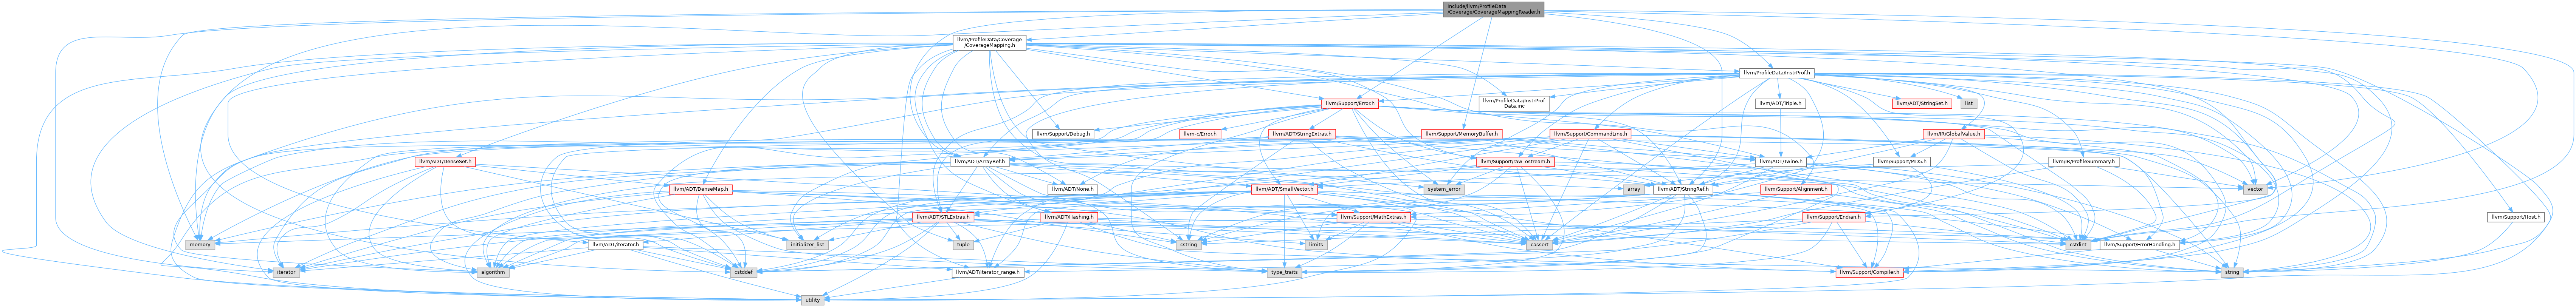 include/llvm/ProfileData
/Coverage/CoverageMappingReader.h
llvm/ProfileData/Coverage
/CoverageMapping.h
llvm/ProfileData/InstrProf.h
llvm/Support/Error.h
llvm/ProfileData/InstrProf
Data.inc
llvm/ADT/Triple.h
llvm/ADT/StringSet.h
list
llvm/Support/Debug.h
llvm-c/Error.h
llvm/ADT/StringExtras.h
llvm/Support/MemoryBuffer.h
llvm/Support/CommandLine.h
llvm/IR/GlobalValue.h
llvm/ADT/DenseSet.h
llvm/ADT/ArrayRef.h
llvm/Support/raw_ostream.h
llvm/ADT/Twine.h
llvm/Support/MD5.h
llvm/IR/ProfileSummary.h
llvm/ADT/DenseMap.h
llvm/ADT/None.h
llvm/ADT/SmallVector.h
system_error
array
llvm/ADT/StringRef.h
llvm/Support/Alignment.h
vector
llvm/ADT/STLExtras.h
llvm/ADT/Hashing.h
llvm/Support/MathExtras.h
llvm/Support/Endian.h
llvm/Support/Host.h
memory
llvm/ADT/iterator.h
initializer_list
tuple
cstring
limits
cassert
cstdint
llvm/Support/ErrorHandling.h
iterator
algorithm
cstddef
llvm/ADT/iterator_range.h
type_traits
llvm/Support/Compiler.h
string
utility